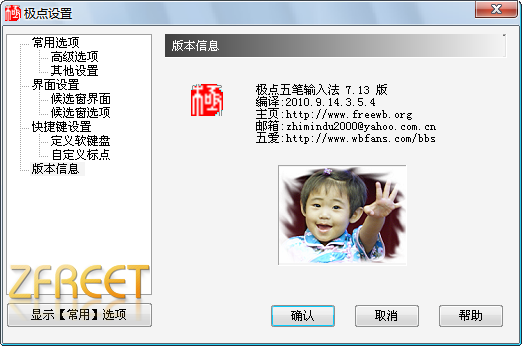 极点设置
常用选项
高级选项
其他设置
界面设置
候选窗界面
候选窗选项
快捷键设置
定义软键盘
自定义标点
版本信息
ZFREET
显示【常用】选项
版本信息
極
极点五笔输入法 7.13 版
编译:2010.9.14.3.5.4
主页:http://www.freewb.org
邮箱:zhimindu2000@yahoo.com.cn
五爱:http://www.wbfans.com/bbs
确认
取消
帮助